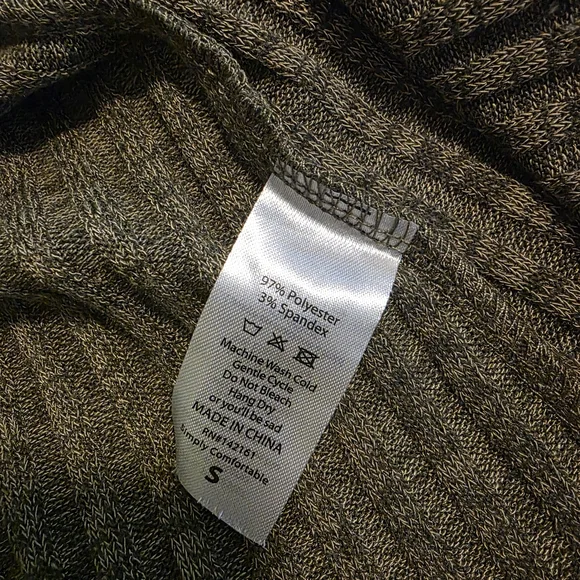 97% Polyester
3% Spandex
Machine Wash Cold
Gentle Cycle
Do Not Bleach
Hang Dry
or you'll be sad
MADE IN CHINA
RN#142161
Simply Comfortable
S